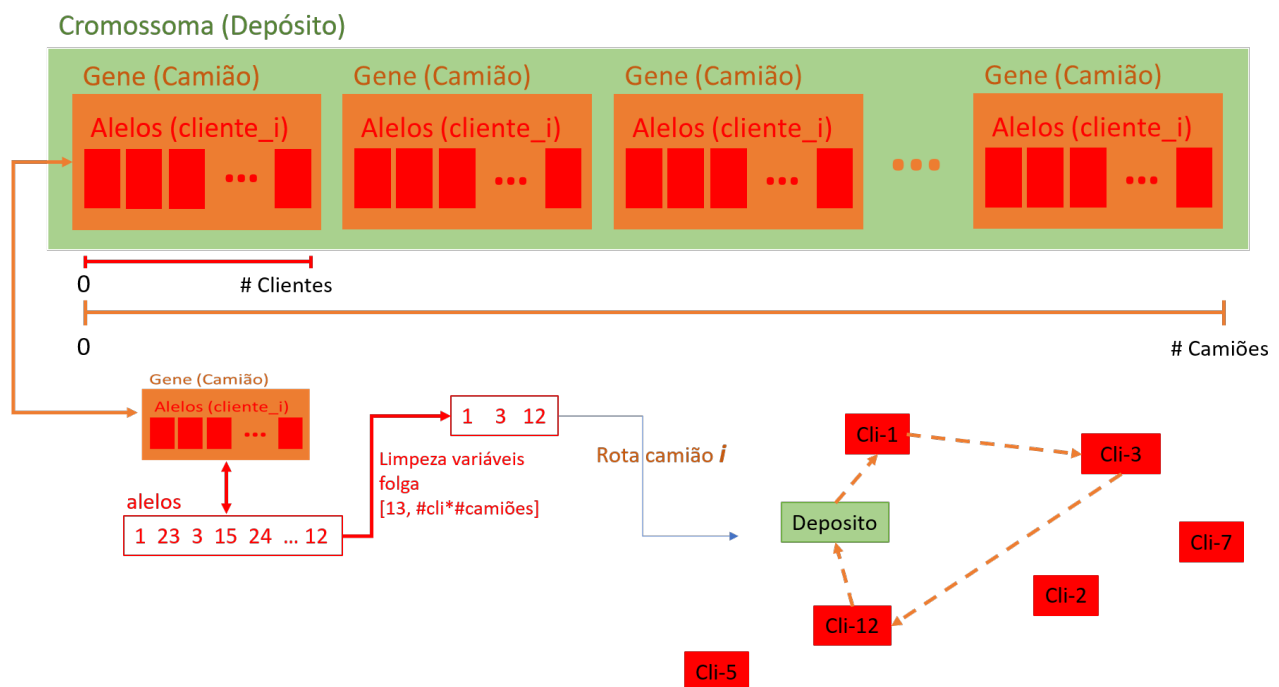 Cromossoma (Depósito)
Gene (Camião)
Gene (Camião)
Gene (Camião)
Gene (Camião)
Alelos (cliente_i)
Alelos (cliente_i)
Alelos (cliente_i)
Alelos (cliente_i)
...
...
...
...
...
0
# Clientes
0
# Camiões
Gene (Camião)
Alelos (cliente_i)
...
alelos
1 23 3 15 24 ... 12
1 3 12
Limpeza variáveis
folga
[13, #cli*#camiões]
Rota camião i
Cli-1
Cli-3
Deposito
Cli-7
Cli-2
Cli-12
Cli-5